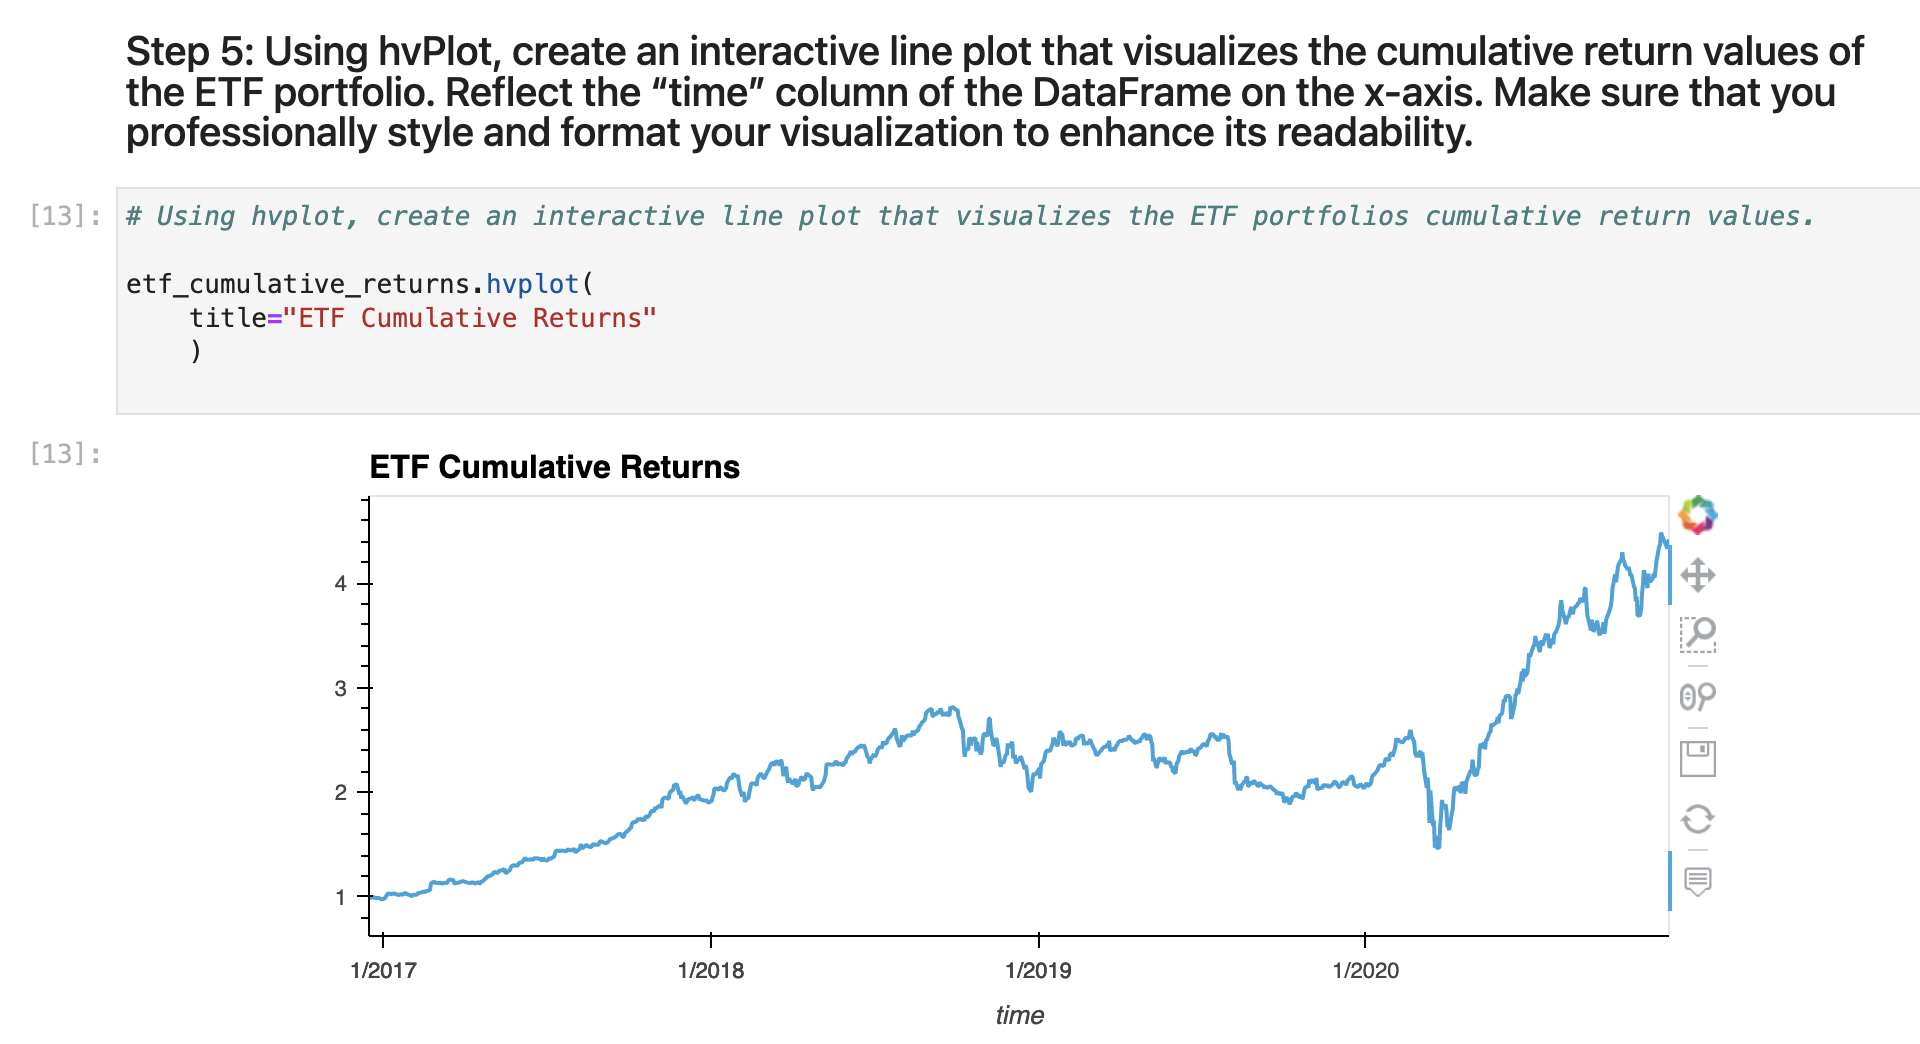 Step 5: Using hvPlot, create an interactive line plot that visualizes the cumulative return values of
the ETF portfolio. Reflect the “time” column of the DataFrame on the x-axis. Make sure that you
professionally style and format your visualization to enhance its readability.
[13]:
# Using hvplot, create an interactive line plot that visualizes the ETF portfolios cumulative return values.
etf_cumulative_returns.hvplot(
    title="ETF Cumulative Returns"
    )
[13]:
ETF Cumulative Returns
4
3
2
1
1/2017 1/2018 1/2019 1/2020
time